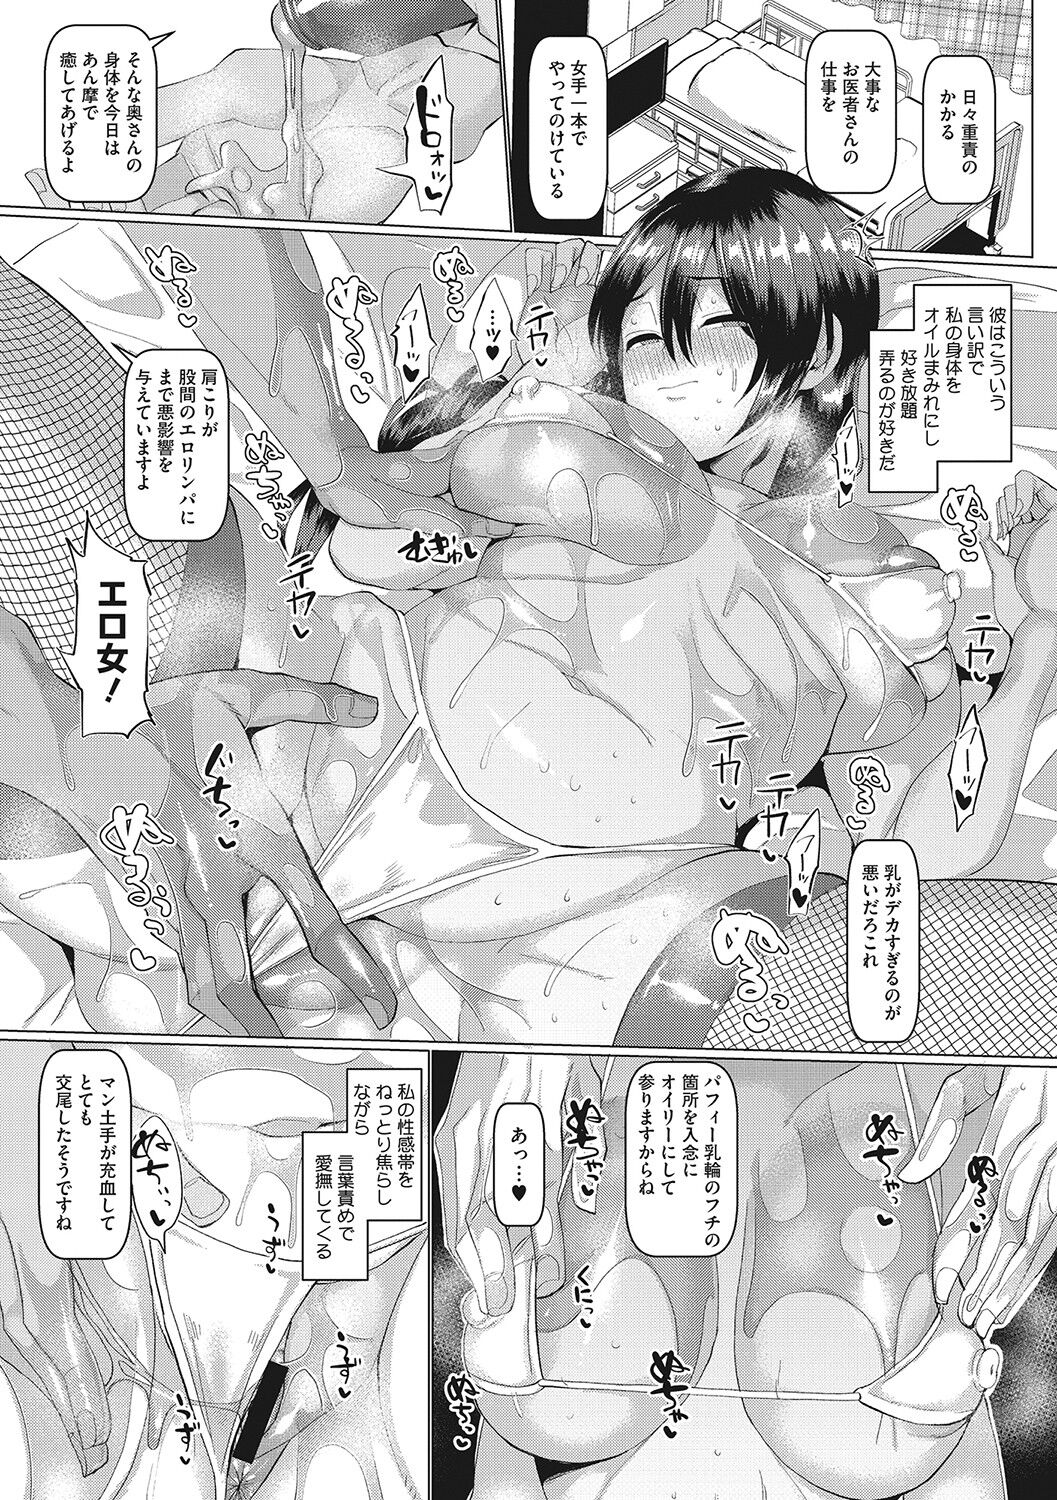 日々重責の
かかる
大事な
お医者さんの
仕事を
女手一本で
やってのけている
そんな奥さんの
身体を今日は
あん摩で
癒してあげるよ
ドロォッ
彼はこういう
言い訳で
私の身体を
オイルまみれにし
好き放題
弄るのが好きだ
肩こりが
股間のエロリンパに
まで悪影響を
与えていますよ
エロ女！
乳がデカすぎるのが
悪いだろこれ
ぬる
ぬる
ぬる
フーッ
…ッ
フーッ
テカ
ぬちゃっ
むぎゅ
テカ
ぬる
テカ
フーッ
テカ
テカ
ぬる
フーッ
ぐちっ
ぬる
ぬる
パフィー乳輪のフチの
箇所を入念に
オイリーにして
参りますからね
あっ…♥
ぬちゃっ
ぬちゃ
ぬる
くにっ
ぬちゃ
ぬちっ
私の性感帯を
ねっとり焦らし
ながら
言葉責めで
愛撫してくる
マン土手が充血して
とても
交尾したそうですね
ぬちぃっ
うずっ
うずっ
うずっ